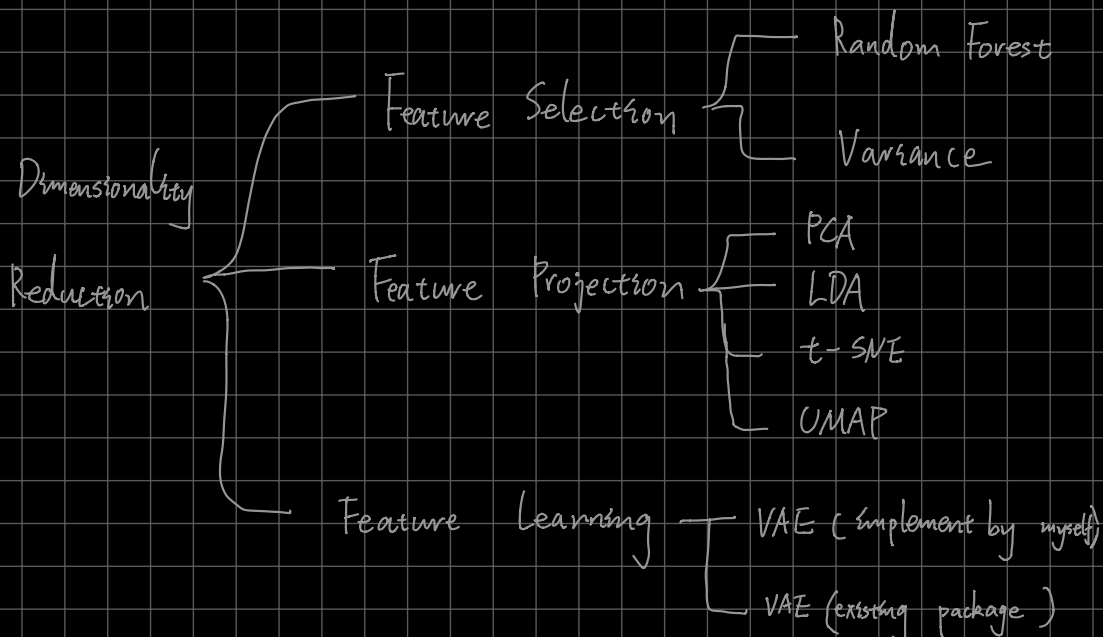 Dimensionality
Reduction
Feature Selection
Random Forest
Variance
Feature Projection
PCA
LDA
t-SNE
UMAP
Feature Learning
VAE (implement by myself)
VAE (existing package)